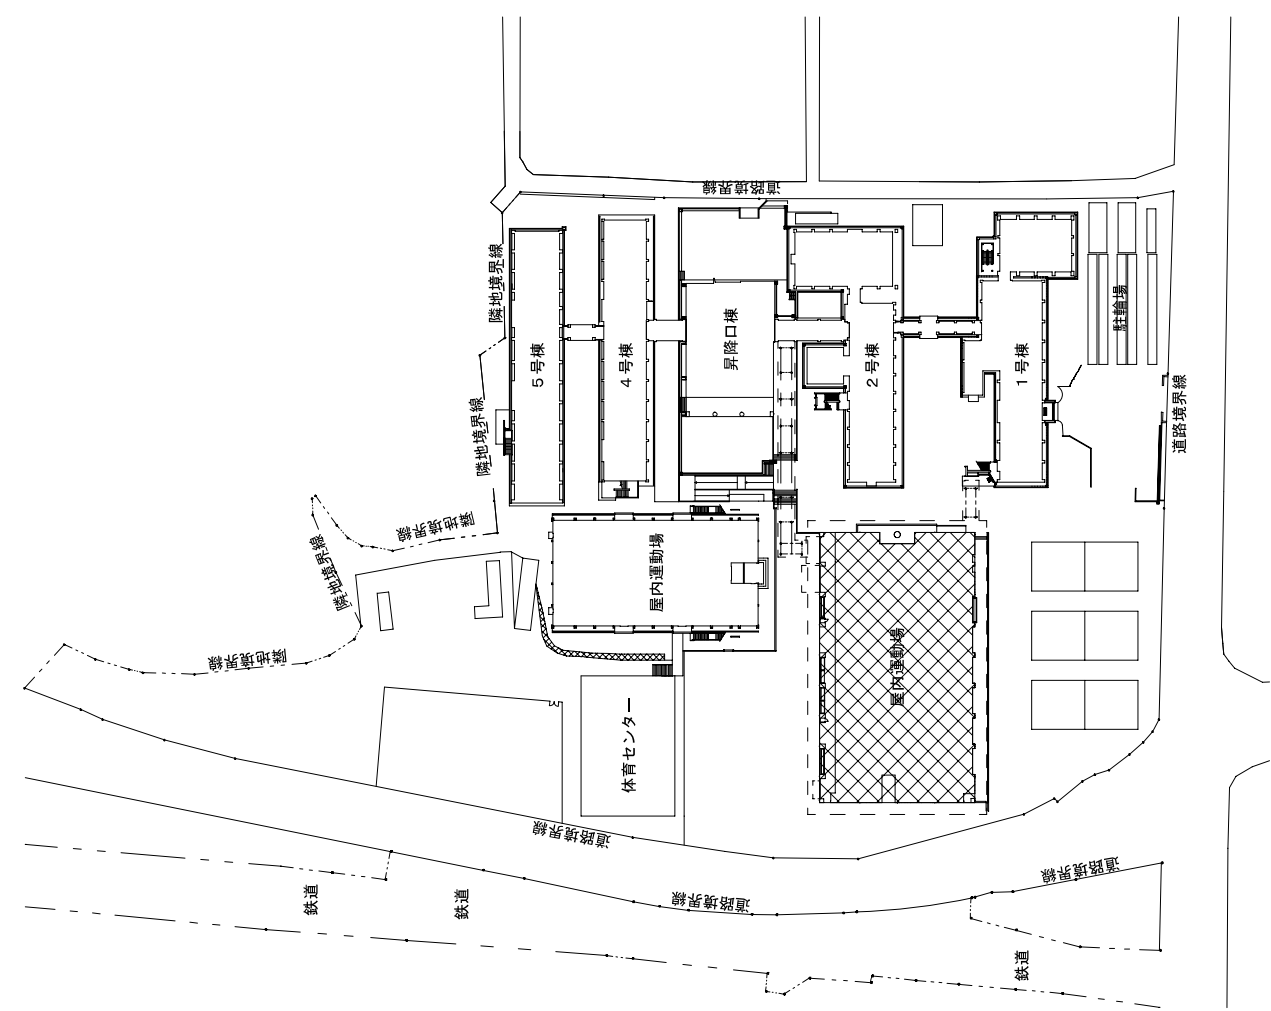 道路境界線
隣地境界線
駐輪場
昇降口棟
5号棟
4号棟
2号棟
1号棟
道路境界線
隣地境界線
隣地境界線
隣地境界線
屋内運動場
隣地境界線
屋内運動場
体育センター
道路境界線
道路境界線
道路境界線
鉄道
鉄道
鉄道